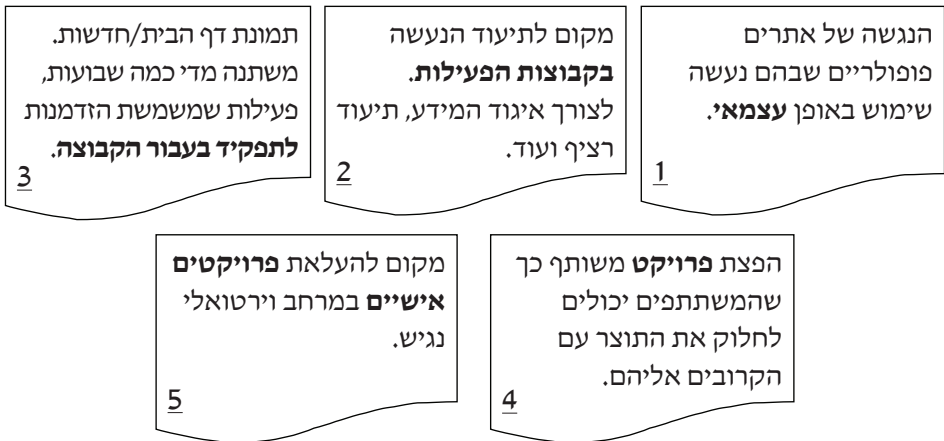 הנגשה של אתרים
פופולריים שבהם נעשה
שימוש באופן עצמאי.
1
מקום לתיעוד הנעשה
בקבוצות הפעילות.
לצורך איגוד המידע, תיעוד
רציף ועוד.
2
תמונת דף הבית/חדשות.
משתנה מדי כמה שבועות,
פעילות שמשמשת הזדמנות
לתפקיד בעבור הקבוצה.
3
הפצת פרויקט משותף כך
שהמשתתפים יכולים
לחלוק את התוצר עם
הקרובים אליהם.
4
מקום להעלאת פרויקטים
אישיים במרחב וירטואלי
נגיש.
5